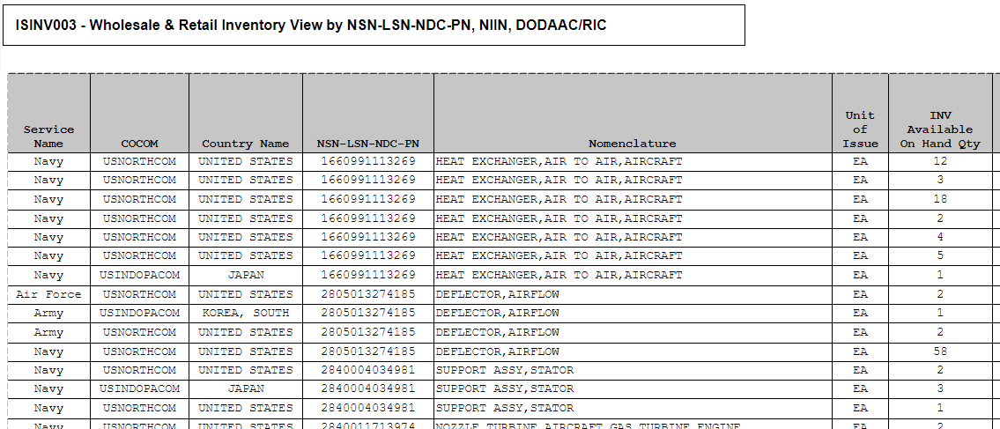 ISINV003 - Wholesale & Retail Inventory View by NSN-LSN-NDC-PN, NIIN, DODAAC/RIC
Service Name COCOM Country Name NSN-LSN-NDC-PN Nomenclature Unit of Issue INV Available On Hand Qty
Navy USNORTHCOM UNITED STATES 1660991113269 HEAT EXCHANGER,AIR TO AIR,AIRCRAFT EA 12
Navy USNORTHCOM UNITED STATES 1660991113269 HEAT EXCHANGER,AIR TO AIR,AIRCRAFT EA 3
Navy USNORTHCOM UNITED STATES 1660991113269 HEAT EXCHANGER,AIR TO AIR,AIRCRAFT EA 18
Navy USNORTHCOM UNITED STATES 1660991113269 HEAT EXCHANGER,AIR TO AIR,AIRCRAFT EA 2
Navy USNORTHCOM UNITED STATES 1660991113269 HEAT EXCHANGER,AIR TO AIR,AIRCRAFT EA 4
Navy USNORTHCOM UNITED STATES 1660991113269 HEAT EXCHANGER,AIR TO AIR,AIRCRAFT EA 5
Navy USINDOPACOM JAPAN 1660991113269 HEAT EXCHANGER,AIR TO AIR,AIRCRAFT EA 1
Air Force USNORTHCOM UNITED STATES 2805013274185 DEFLECTOR,AIRFLOW EA 2
Army USINDOPACOM KOREA, SOUTH 2805013274185 DEFLECTOR,AIRFLOW EA 1
Army USNORTHCOM UNITED STATES 2805013274185 DEFLECTOR,AIRFLOW EA 2
Navy USNORTHCOM UNITED STATES 2805013274185 DEFLECTOR,AIRFLOW EA 58
Navy USNORTHCOM UNITED STATES 2840004034981 SUPPORT ASSY,STATOR EA 2
Navy USINDOPACOM JAPAN 2840004034981 SUPPORT ASSY,STATOR EA 3
Navy USNORTHCOM UNITED STATES 2840004034981 SUPPORT ASSY,STATOR EA 1
Navy USNORTHCOM UNITED STATES 2840011713974 NOZZLE TURBINE AIRCRAFT GAS TURBINE ENGINE EA 2